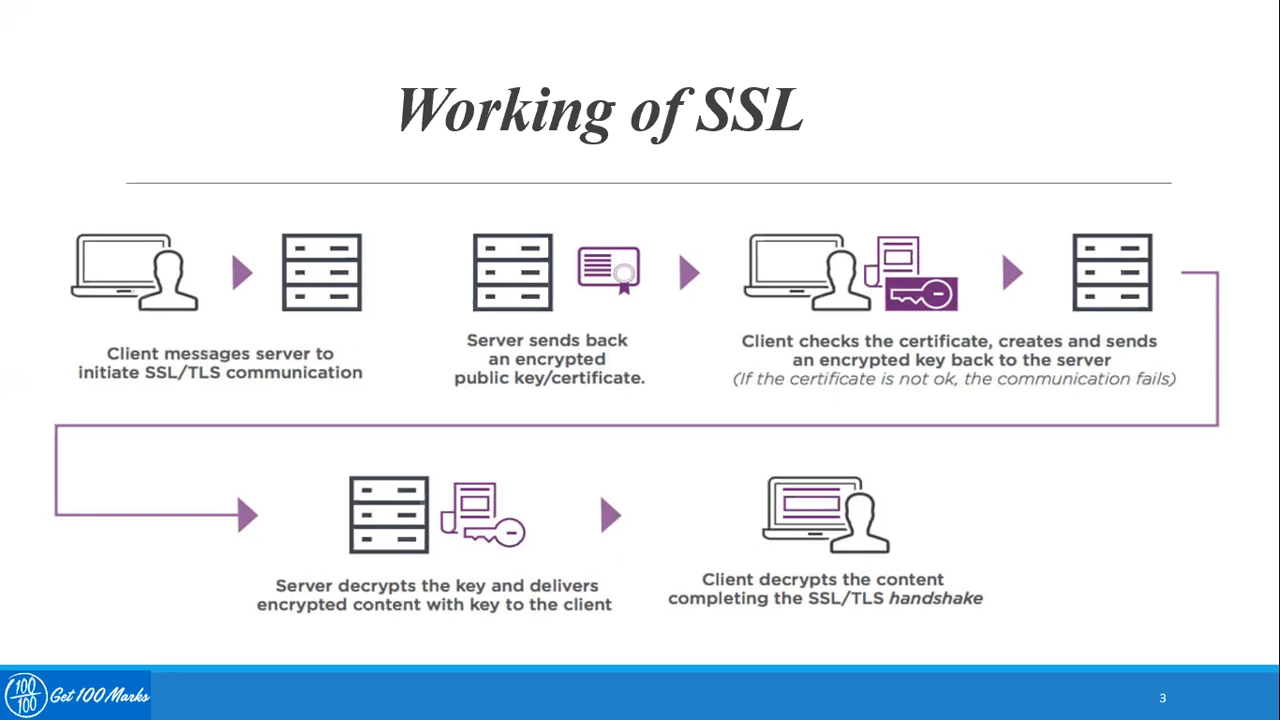 Working of SSL
Client messages server to
initiate SSL/TLS communication
Server sends back
an encrypted
public key/certificate.
Client checks the certificate, creates and sends
an encrypted key back to the server
(If the certificate is not ok, the communication fails)
Server decrypts the key and delivers
encrypted content with key to the client
Client decrypts the content
completing the SSL/TLS handshake
100
100
Get 100 Marks
3